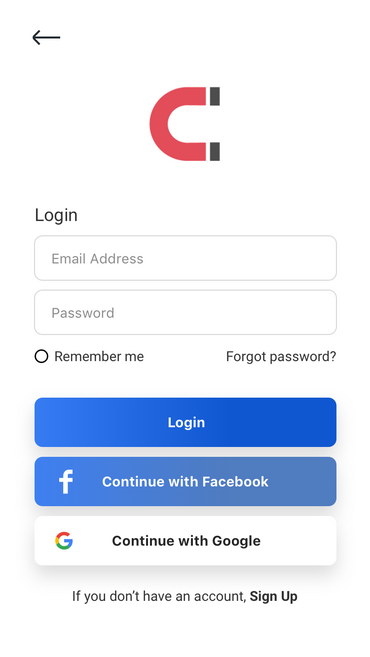 Login
Email Address
Password
Remember me Forgot password?
Login
Continue with Facebook
Continue with Google
If you don’t have an account, Sign Up